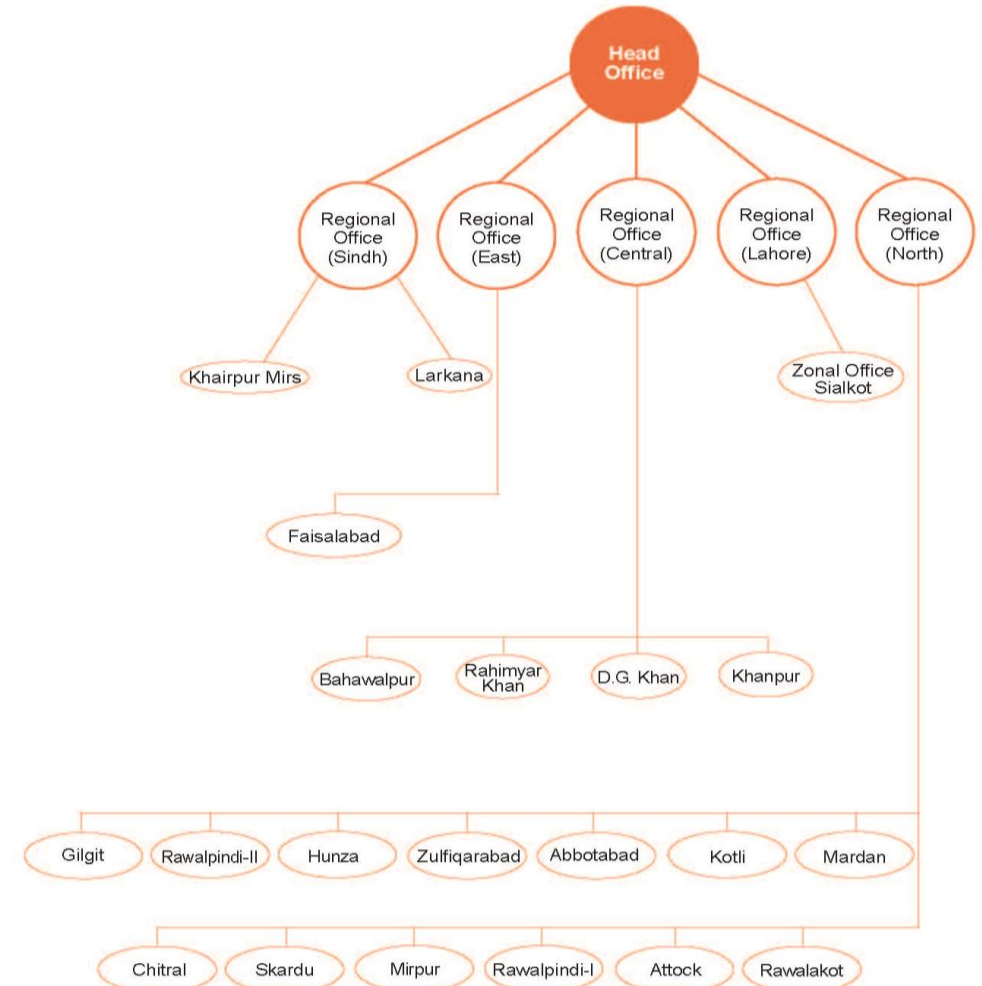 Head
Office
Regional
Office
(Sindh)
Regional
Office
(East)
Regional
Office
(Central)
Regional
Office
(Lahore)
Regional
Office
(North)
Khairpur Mirs
Larkana
Zonal Office
Sialkot
Faisalabad
Bahawalpur
Rahimyar
Khan
D.G. Khan
Khanpur
Gilgit
Rawalpindi-II
Hunza
Zulfiqarabad
Abbotabad
Kotli
Mardan
Chitral
Skardu
Mirpur
Rawalpindi-I
Attock
Rawalakot